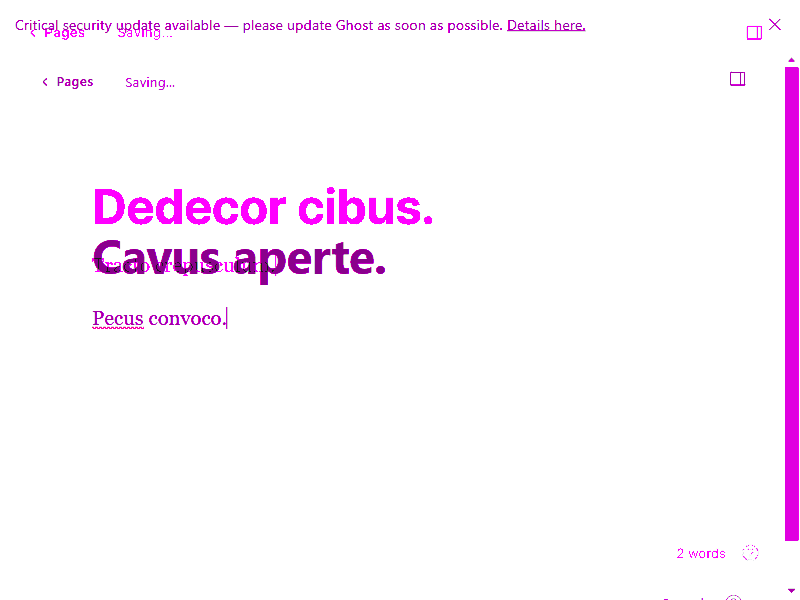 Critical security update available — please update Ghost as soon as possible. Details here.
Pages Saving...
Pages Saving...
Dedecor cibus.
Cavus aperte.
Pecus convoco.
2 words